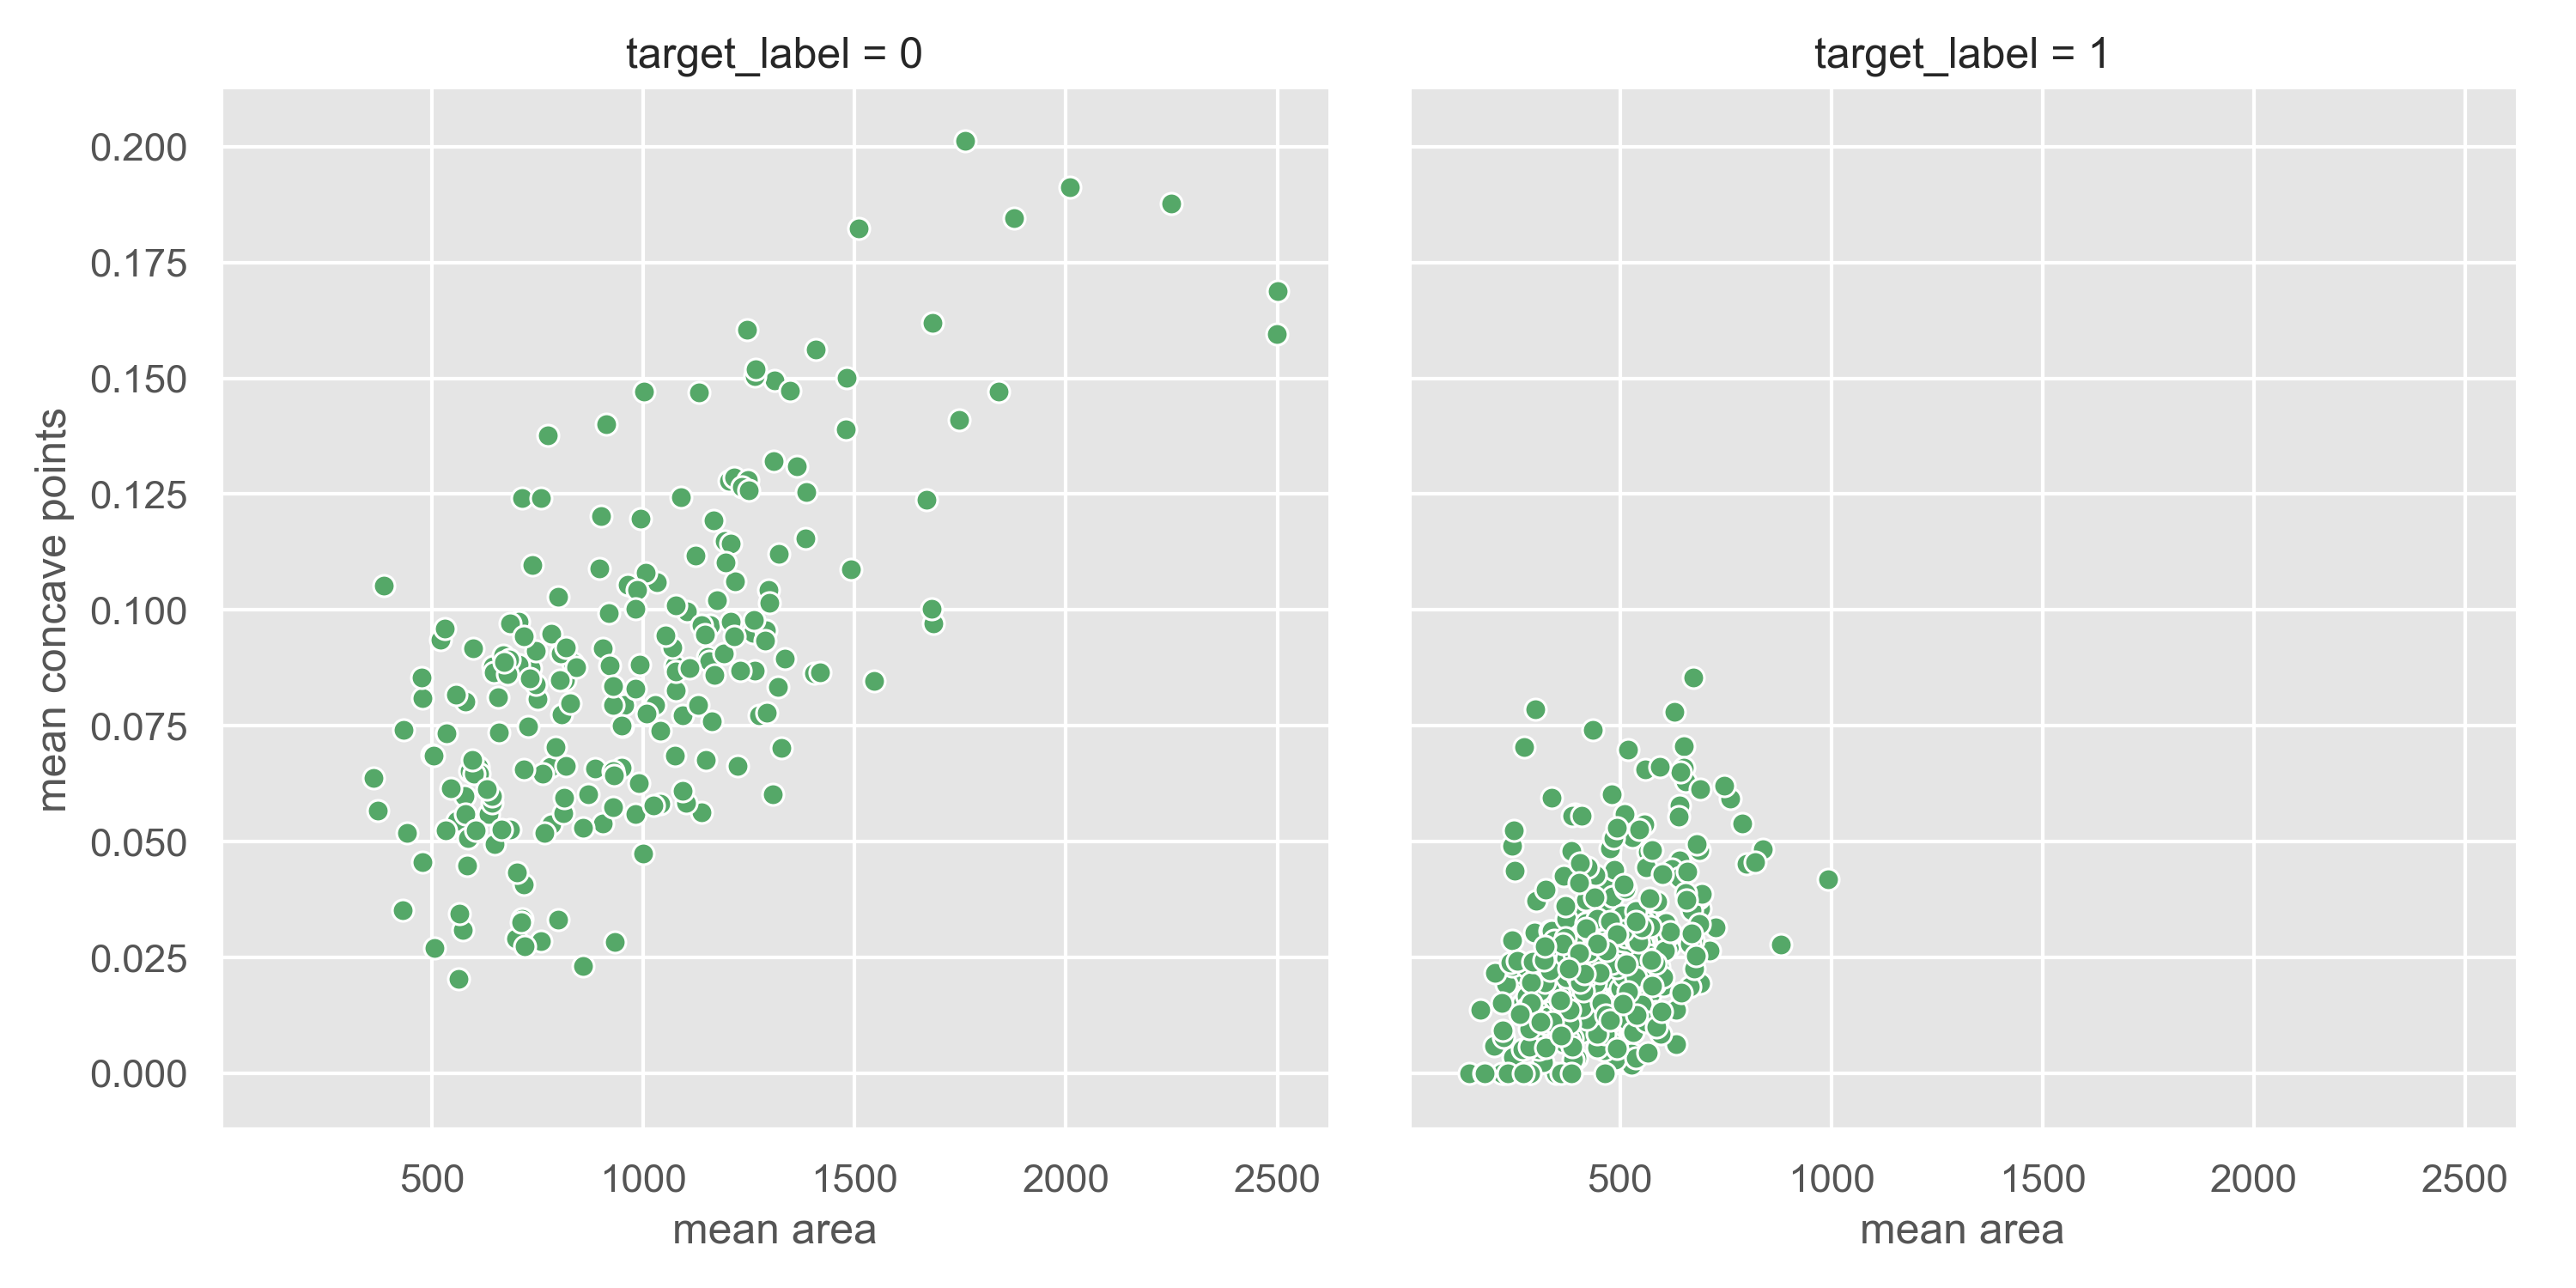 target_label = 0
target_label = 1
0.200
0.175
0.150
0.125
0.100
0.075
0.050
0.025
0.000
mean concave points
500 1000 1500 2000 2500
500 1000 1500 2000 2500
mean area
mean area